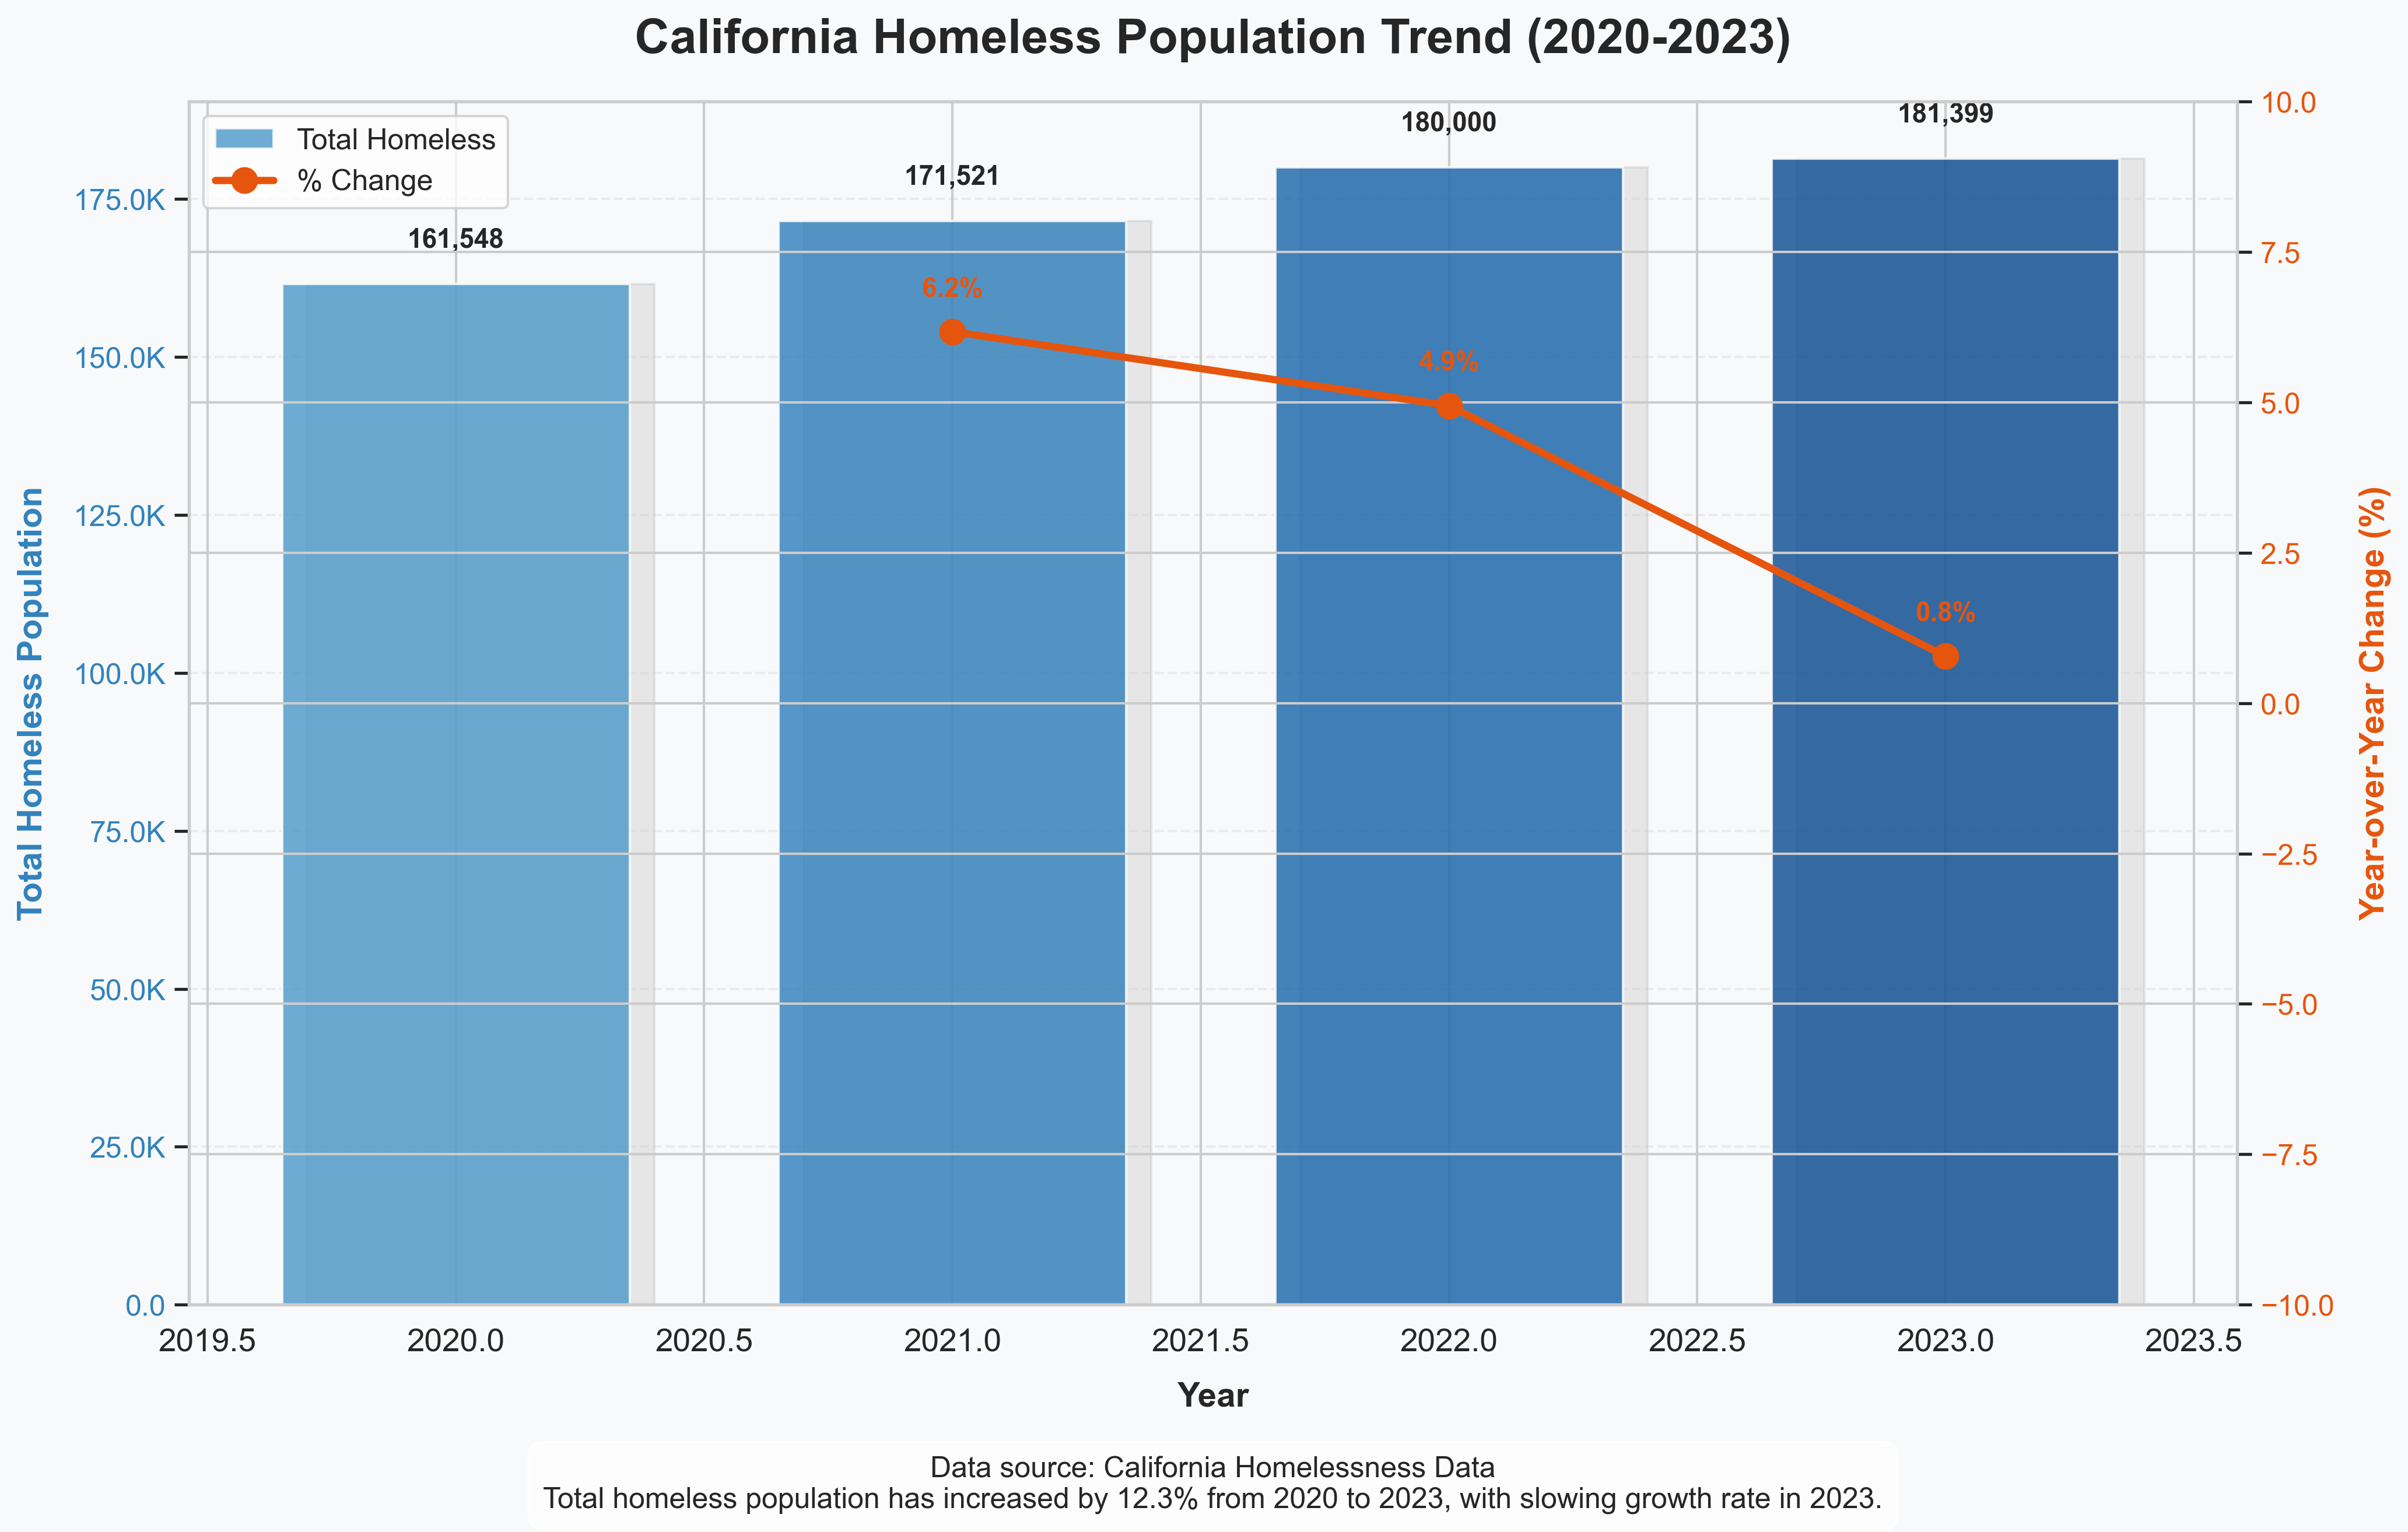 California Homeless Population Trend (2020-2023)
Total Homeless
% Change
161,548
171,521
180,000
181,399
6.2%
4.9%
0.8%
Total Homeless Population
175.0K
150.0K
125.0K
100.0K
75.0K
50.0K
25.0K
0.0
10.0
7.5
5.0
2.5
0.0
−2.5
−5.0
−7.5
−10.0
Year-over-Year Change (%)
2019.5 2020.0 2020.5 2021.0 2021.5 2022.0 2022.5 2023.0 2023.5
Year
Data source: California Homelessness Data
Total homeless population has increased by 12.3% from 2020 to 2023, with slowing growth rate in 2023.